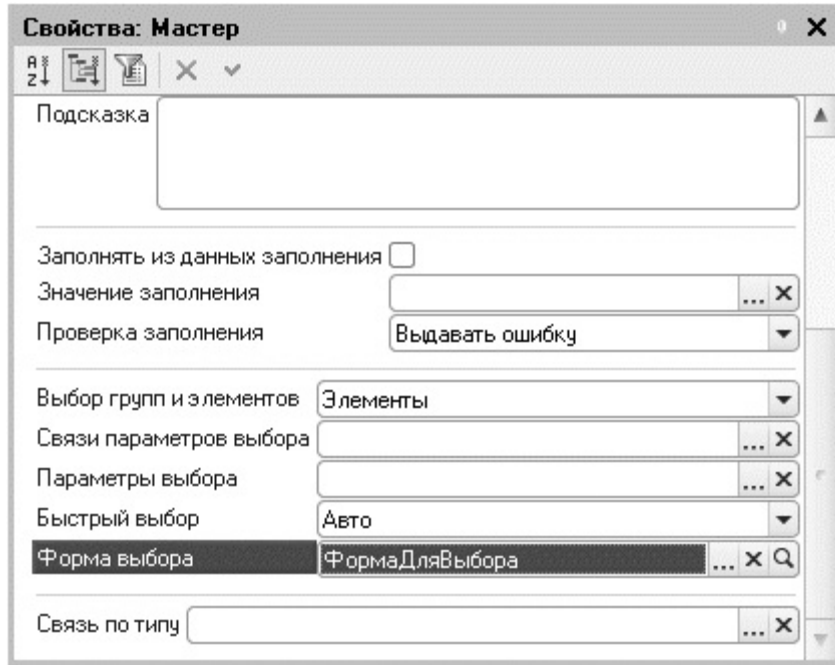 Свойства: Мастер
Подсказка
Заполнять из данных заполнения
Значение заполнения ...
Проверка заполнения Выдавать ошибку
Выбор групп и элементов Элементы
Связи параметров выбора ...
Параметры выбора ...
Быстрый выбор Авто
Форма выбора ФормаДляВыбора ...
Связь по типу ...